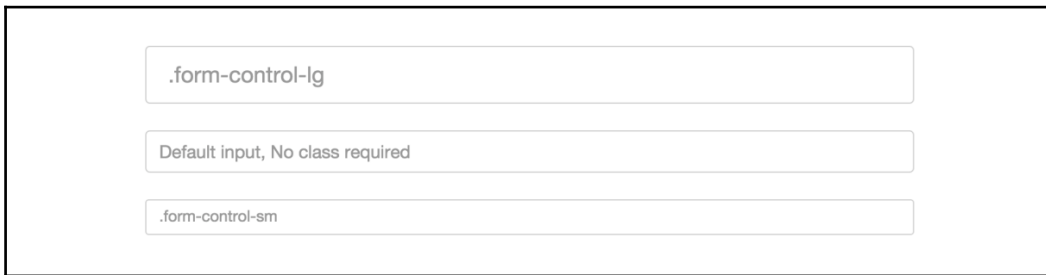 .form-control-lg
Default input, No class required
.form-control-sm